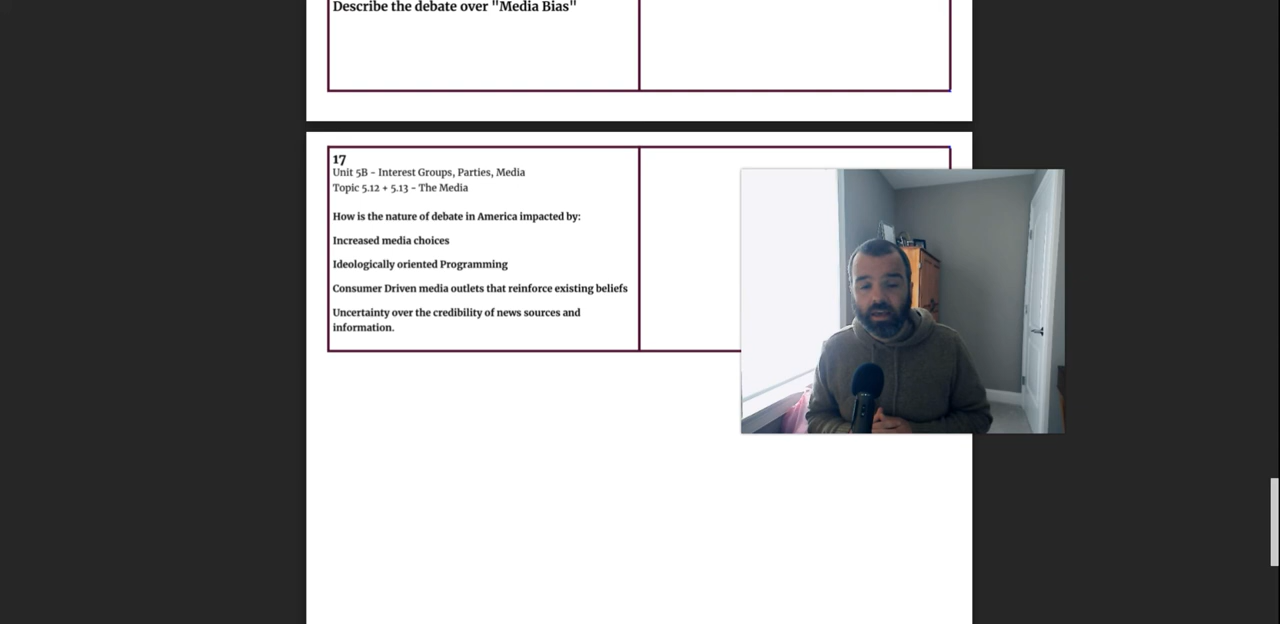 Describe the debate over "Media Bias"
17
Unit 5B - Interest Groups, Parties, Media
Topic 5.12 + 5.13 - The Media
How is the nature of debate in America impacted by:
Increased media choices
Ideologically oriented Programming
Consumer Driven media outlets that reinforce existing beliefs
Uncertainty over the credibility of news sources and
information.